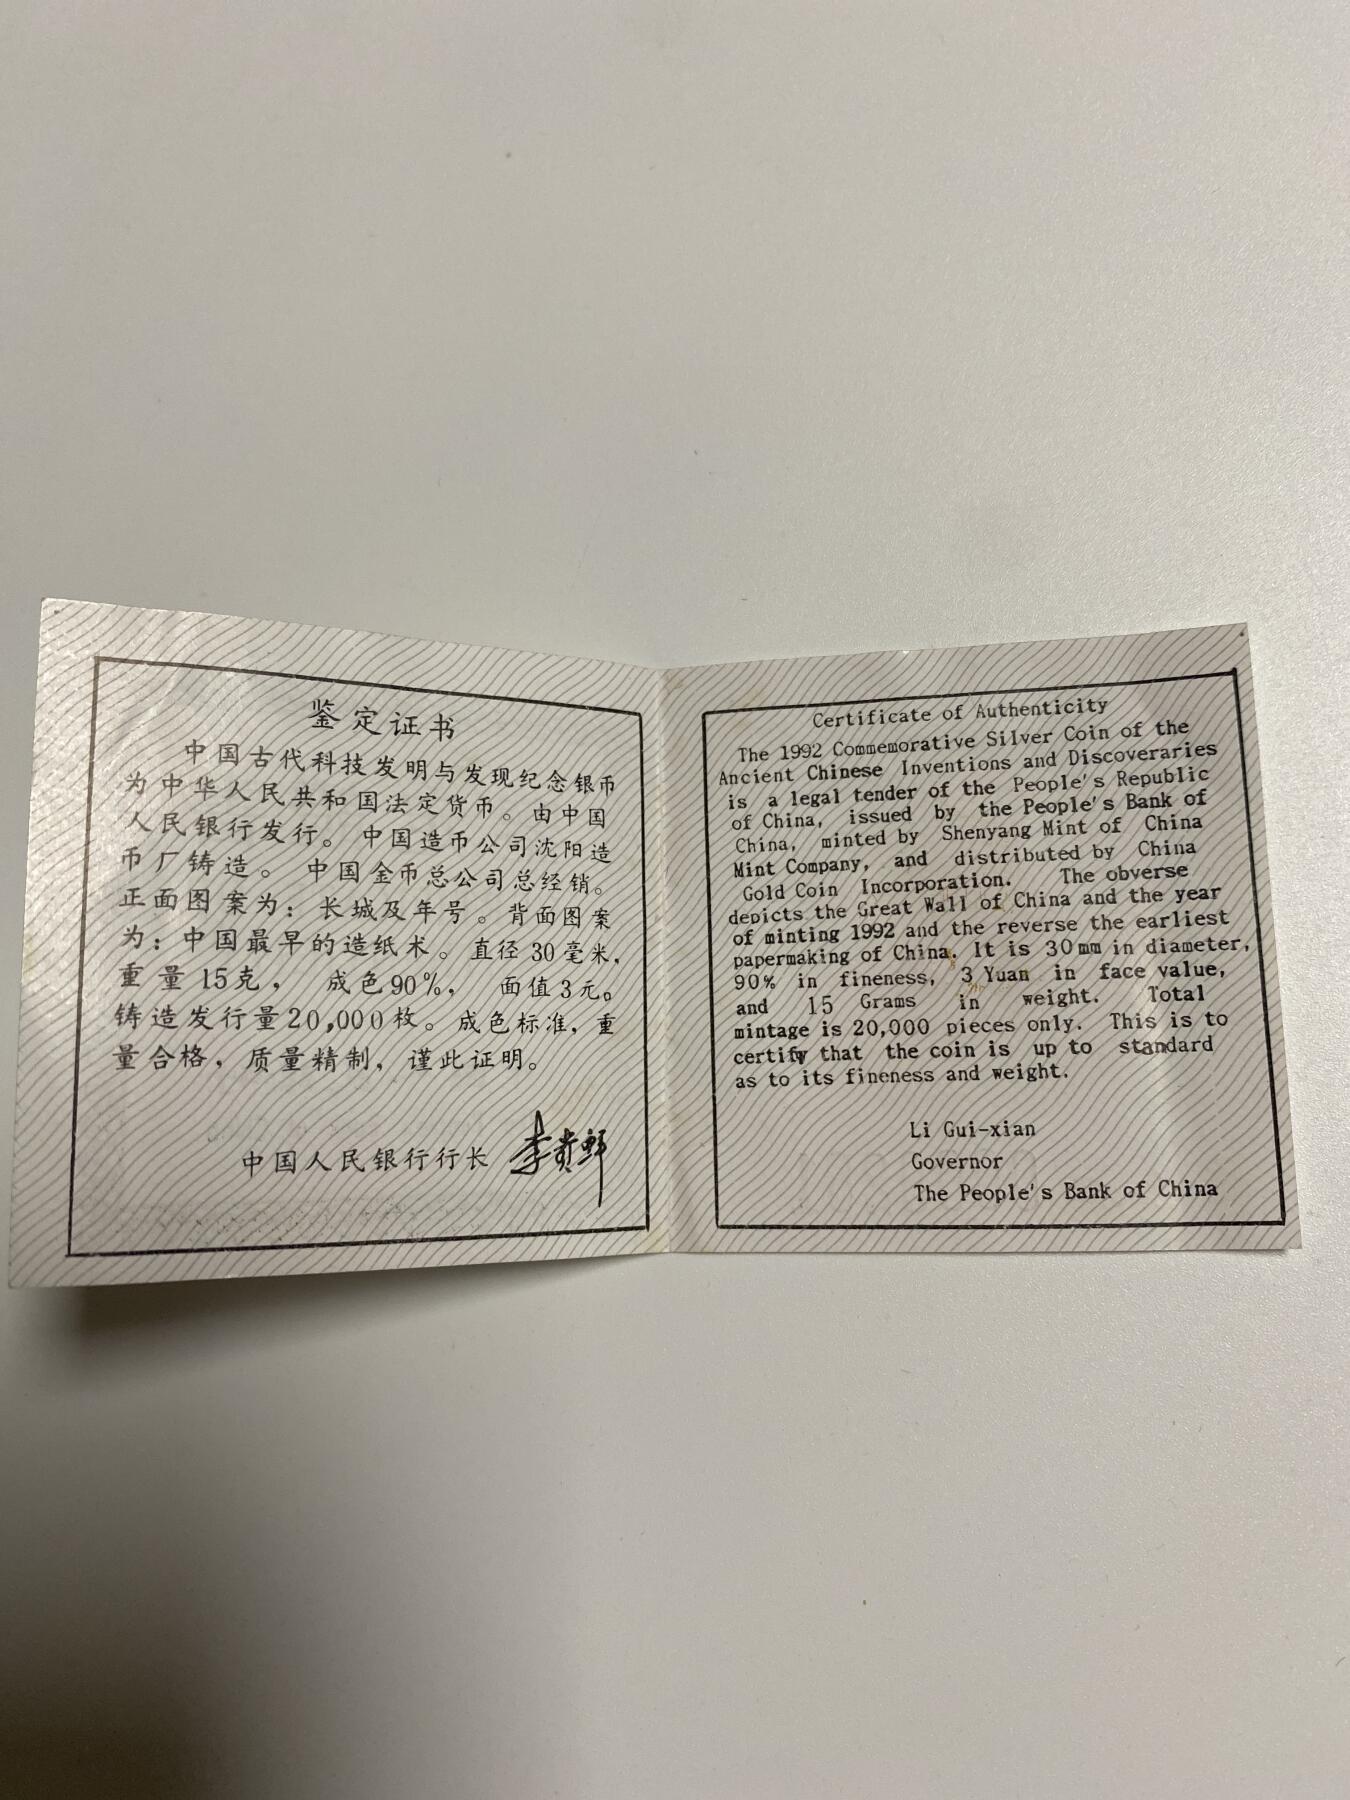 鉴定证书
中国古代科技发明与发现纪念银币
为中华人民共和国法定货币。由中国
人民银行发行。中国造币公司沈阳造
币厂铸造。中国金币总公司总经销。
正面图案为：长城及年号。背面图案
为：中国最早的造纸术。直径30毫米，
重量15克， 成色90%， 面值3元。
铸造发行量20,000枚。成色标准，重
量合格，质量精制，谨此证明。
中国人民银行行长 李贵鲜
Certificate of Authenticity
The 1992 Commemorative Silver Coin of the
Ancient Chinese Inventions and Discoveraries
is a legal tender of the People's Republic
of China, issued by the People's Bank of
China, minted by Shenyang Mint of China
Mint Company, and distributed by China
Gold Coin Incorporation. The obverse
depicts the Great Wall of China and the year
of minting 1992 and the reverse the earliest
papermaking of China. It is 30mm in diameter,
90% in fineness, 3 Yuan in face value,
and 15 Grams in weight. Total
mintage is 20,000 pieces only. This is to
certify that the coin is up to standard
as to its fineness and weight.
Li Gui-xian
Governor
The People's Bank of China